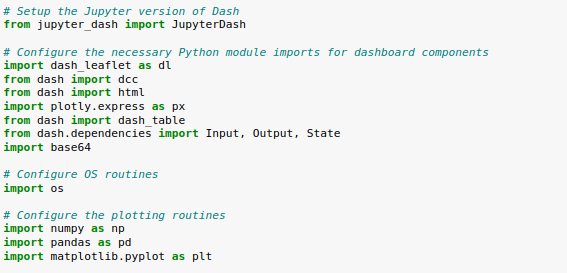 # Setup the Jupyter version of Dash
from jupyter_dash import JupyterDash
# Configure the necessary Python module imports for dashboard components
import dash_leaflet as dl
from dash import dcc
from dash import html
import plotly.express as px
from dash import dash_table
from dash.dependencies import Input, Output, State
import base64
# Configure OS routines
import os
# Configure the plotting routines
import numpy as np
import pandas as pd
import matplotlib.pyplot as plt